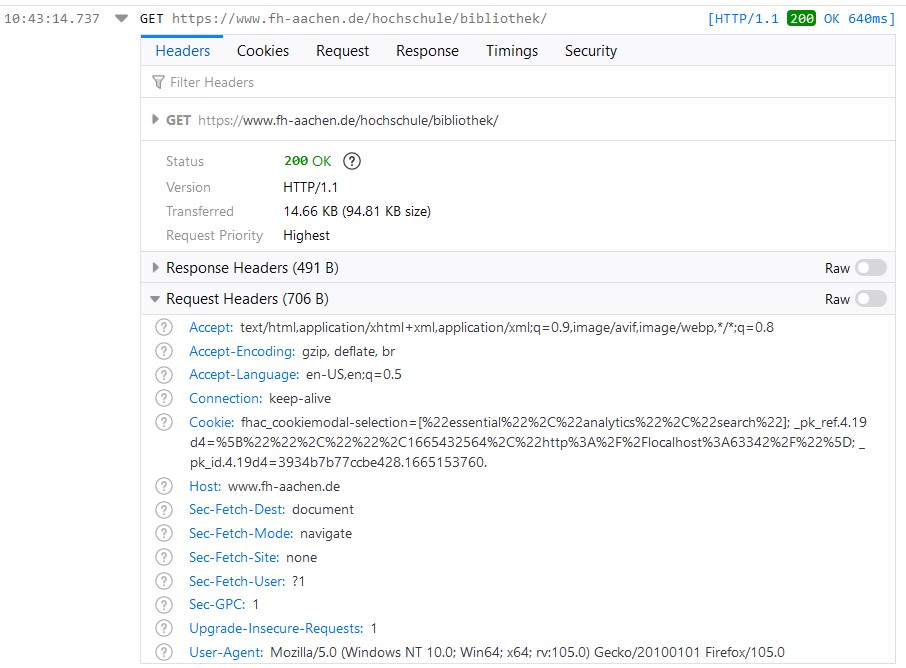 10:43:14.737 GET https://www.fh-aachen.de/hochschule/bibliothek/ [HTTP/1.1 200 OK 640ms]
Headers Cookies Request Response Timings Security
Filter Headers
GET https://www.fh-aachen.de/hochschule/bibliothek/
Status 200 OK ?
Version HTTP/1.1
Transferred 14.66 KB (94.81 KB size)
Request Priority Highest
Response Headers (491 B) Raw
Request Headers (706 B) Raw
? Accept: text/html,application/xhtml+xml,application/xml;q=0.9,image/avif,image/webp,*/*;q=0.8
? Accept-Encoding: gzip, deflate, br
? Accept-Language: en-US,en;q=0.5
? Connection: keep-alive
? Cookie: fhac_cookiemodal-selection=[%22essential%22%2C%22analytics%22%2C%22search%22]; _pk_ref.4.19
d4=%5B%22%22%2C%22%22%2C1665432564%2C%22http%3A%2F%2Flocalhost%3A63342%2F%22%5D; _
pk_id.4.19d4=3934b7b77ccbe428.1665153760.
? Host: www.fh-aachen.de
? Sec-Fetch-Dest: document
? Sec-Fetch-Mode: navigate
? Sec-Fetch-Site: none
? Sec-Fetch-User: ?1
? Sec-GPC: 1
? Upgrade-Insecure-Requests: 1
? User-Agent: Mozilla/5.0 (Windows NT 10.0; Win64; x64; rv:105.0) Gecko/20100101 Firefox/105.0